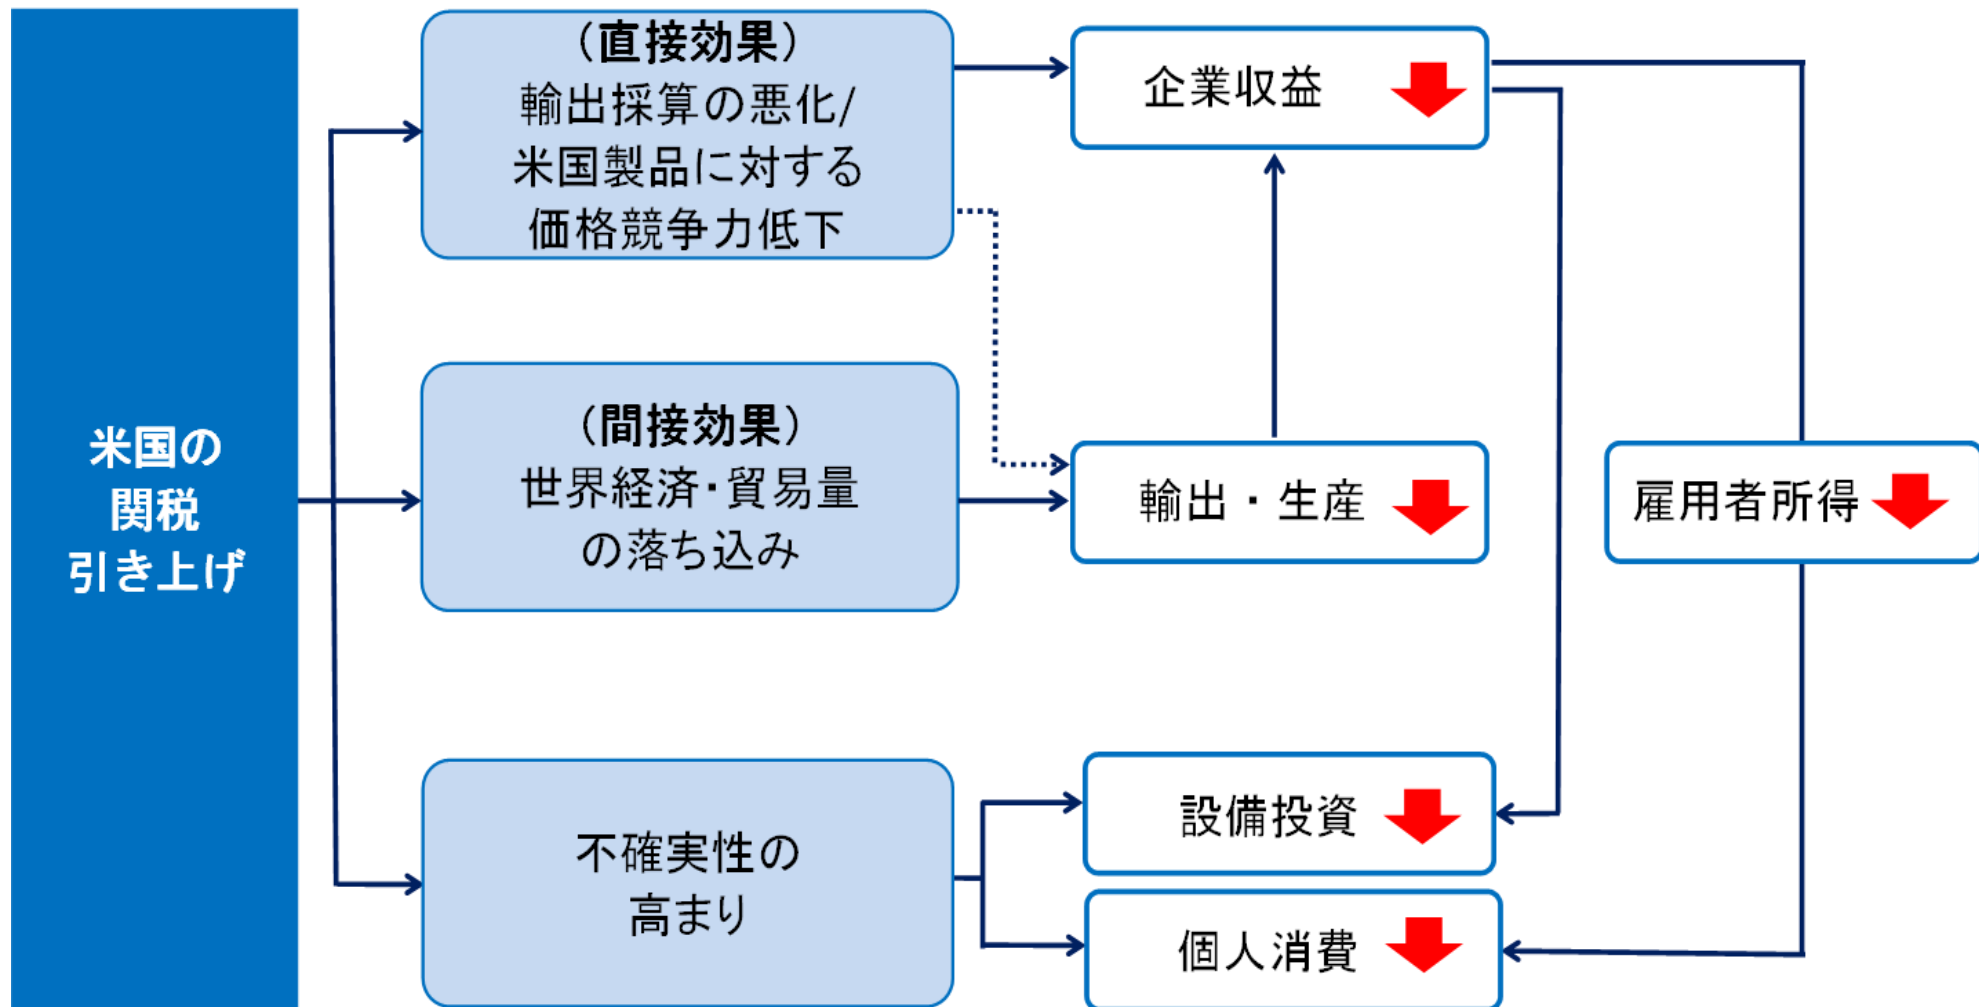 米国の
関税
引き上げ
（直接効果）
輸出採算の悪化/
米国製品に対する
価格競争力低下
（間接効果）
世界経済・貿易量
の落ち込み
不確実性の
高まり
企業収益
輸出・生産
設備投資
個人消費
雇用者所得